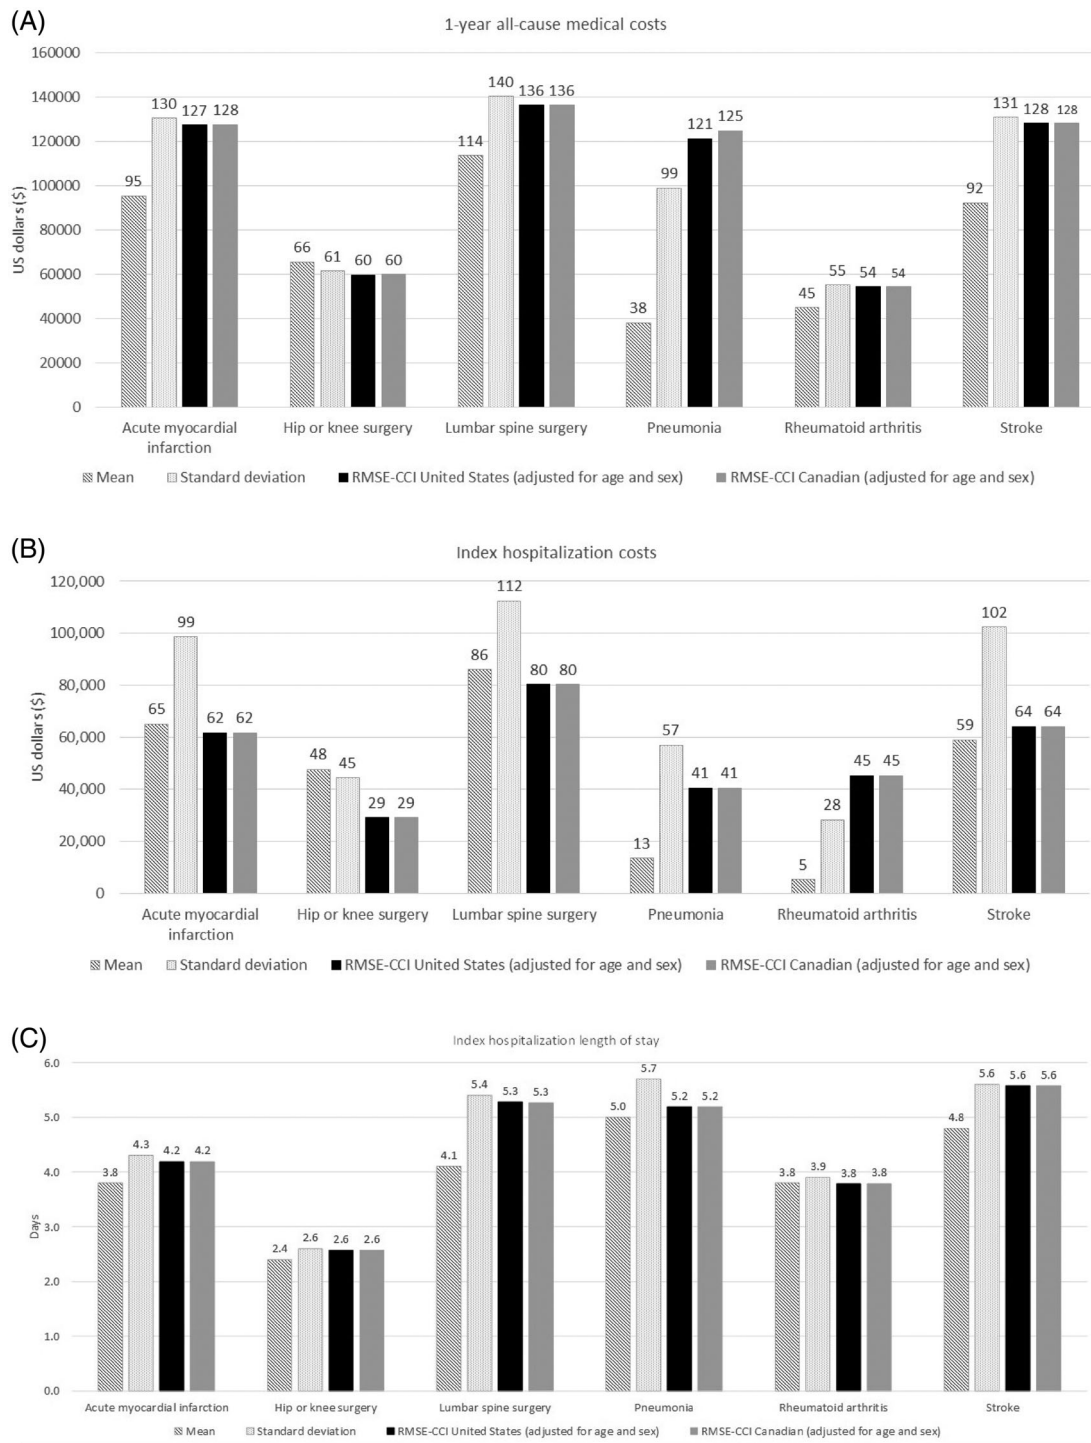 (A)
1-year all-cause medical costs
160000
140000
120000
100000
80000
60000
40000
20000
0
US dollars ($)
95 130 127 128
66 61 60 60
114 140 136 136
38 99 121 125
45 55 54 54
92 131 128 128
Acute myocardial
infarction
Hip or knee surgery
Lumbar spine surgery
Pneumonia
Rheumatoid arthritis
Stroke
Mean
Standard deviation
RMSE-CCI United States (adjusted for age and sex)
RMSE-CCI Canadian (adjusted for age and sex)
(B)
Index hospitalization costs
120,000
100,000
80,000
60,000
40,000
20,000
0
US dollars ($)
65 99 62 62
48 45 29 29
86 112 80 80
13 57 41 41
5 28 45 45
59 102 64 64
Acute myocardial
infarction
Hip or knee surgery
Lumbar spine surgery
Pneumonia
Rheumatoid arthritis
Stroke
Mean
Standard deviation
RMSE-CCI United States (adjusted for age and sex)
RMSE-CCI Canadian (adjusted for age and sex)
(C)
Index hospitalization length of stay
6.0
5.0
4.0
3.0
2.0
1.0
0.0
Days
3.8 4.3 4.2 4.2
2.4 2.6 2.6 2.6
4.1 5.4 5.3 5.3
5.0 5.7 5.2 5.2
3.8 3.9 3.8 3.8
4.8 5.6 5.6 5.6
Acute myocardial infarction
Hip or knee surgery
Lumbar spine surgery
Pneumonia
Rheumatoid arthritis
Stroke
Mean
Standard deviation
RMSE-CCI United States (adjusted for age and sex)
RMSE-CCI Canadian (adjusted for age and sex)